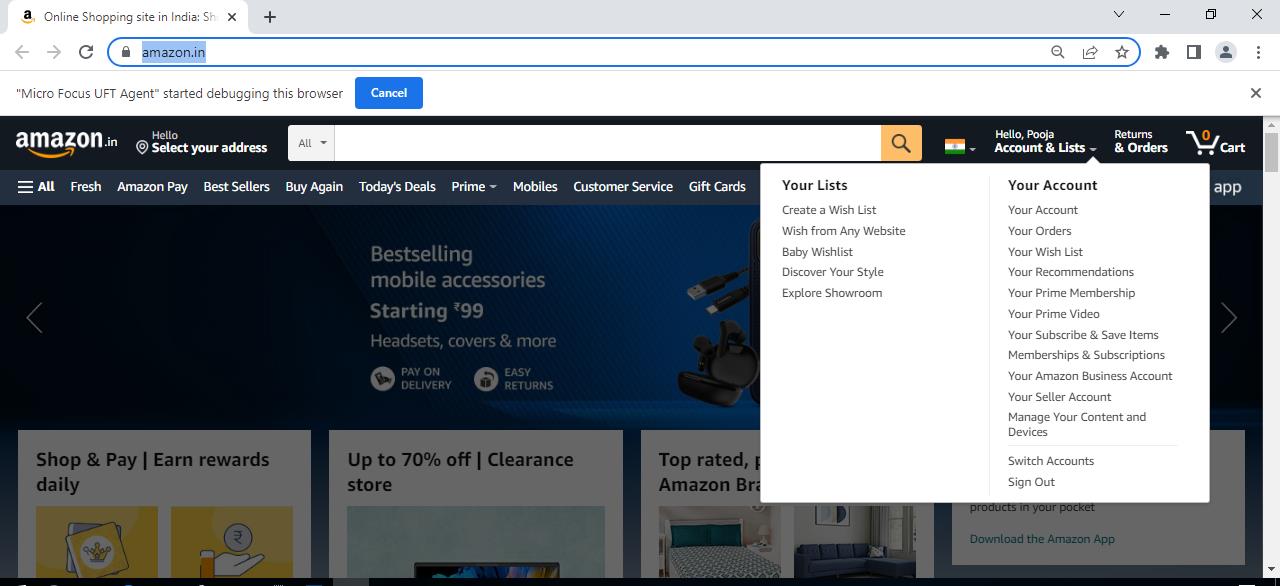 Online Shopping site in India: Sh
amazon.in
"Micro Focus UFT Agent" started debugging this browser
Cancel
amazon.in
Hello
Select your address
All
Hello, Pooja
Account & Lists
Returns
& Orders
0
Cart
All
Fresh
Amazon Pay
Best Sellers
Buy Again
Today's Deals
Prime
Mobiles
Customer Service
Gift Cards
app
Your Lists
Create a Wish List
Wish from Any Website
Baby Wishlist
Discover Your Style
Explore Showroom
Your Account
Your Account
Your Orders
Your Wish List
Your Recommendations
Your Prime Membership
Your Prime Video
Your Subscribe & Save Items
Memberships & Subscriptions
Your Amazon Business Account
Your Seller Account
Manage Your Content and
Devices
Switch Accounts
Sign Out
Bestselling
mobile accessories
Starting ₹99
Headsets, covers & more
PAY ON
DELIVERY
EASY
RETURNS
Shop & Pay | Earn rewards
daily
₹
Up to 70% off | Clearance
store
Top rated, p
Amazon Bra
products in your pocket
Download the Amazon App